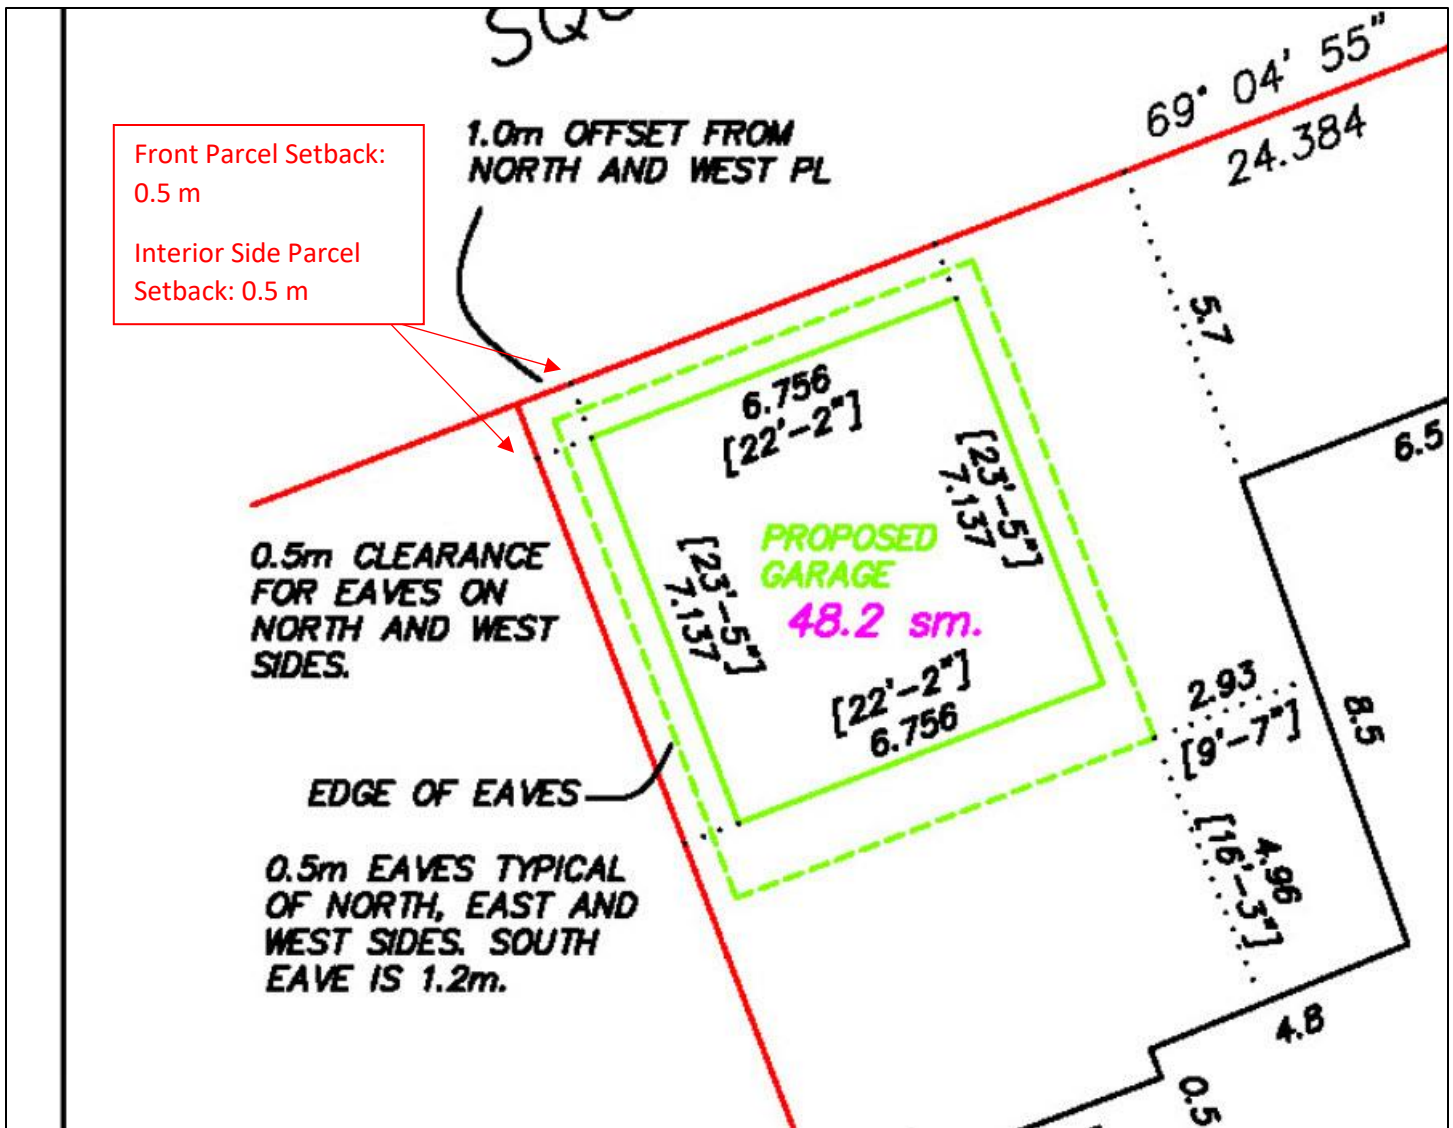 69° 04' 55"
24.384
1.0m OFFSET FROM
NORTH AND WEST PL
Front Parcel Setback:
0.5 m
Interior Side Parcel
Setback: 0.5 m
5.7
6.5
6.756
[22'-2"]
[23'-5"]
7.137
PROPOSED
GARAGE
48.2 sm.
[23'-5"]
7.137
[22'-2"]
6.756
0.5m CLEARANCE
FOR EAVES ON
NORTH AND WEST
SIDES.
2.93
[9'-7"]
8.5
EDGE OF EAVES
4.96
[16'-3"]
0.5m EAVES TYPICAL
OF NORTH, EAST AND
WEST SIDES. SOUTH
EAVE IS 1.2m.
4.8
0.5